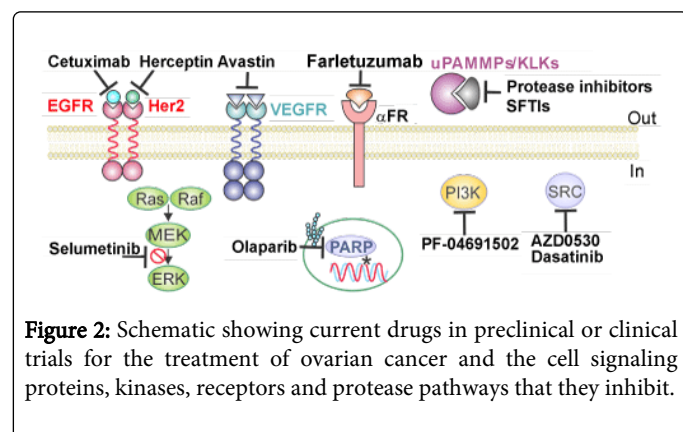 Cetuximab Herceptin Avastin Farletuzumab uPAMMPs/KLKs
Protease inhibitors
SFTIs
EGFR Her2 VEGFR αFR
Out
In
Ras Raf PI3K SRC
MEK
Selumetinib Olaparib PARP PF-04691502 AZD0530
Dasatinib
*
ERK
Figure 2: Schematic showing current drugs in preclinical or clinical
trials for the treatment of ovarian cancer and the cell signaling
proteins, kinases, receptors and protease pathways that they inhibit.